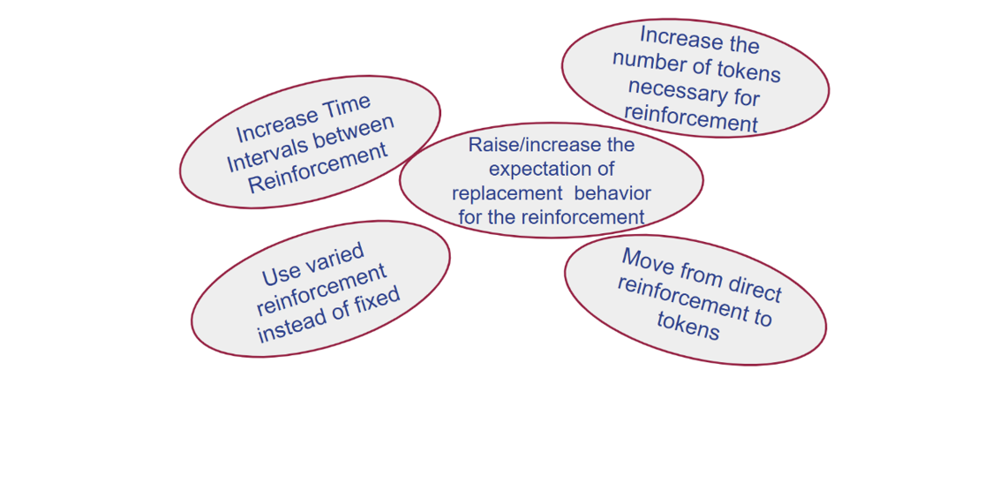 Increase the
number of tokens
necessary for
reinforcement
Increase Time
Intervals between
Reinforcement
Raise/increase the
expectation of
replacement  behavior
for the reinforcement
Use varied
reinforcement
instead of fixed
Move from direct
reinforcement to
tokens